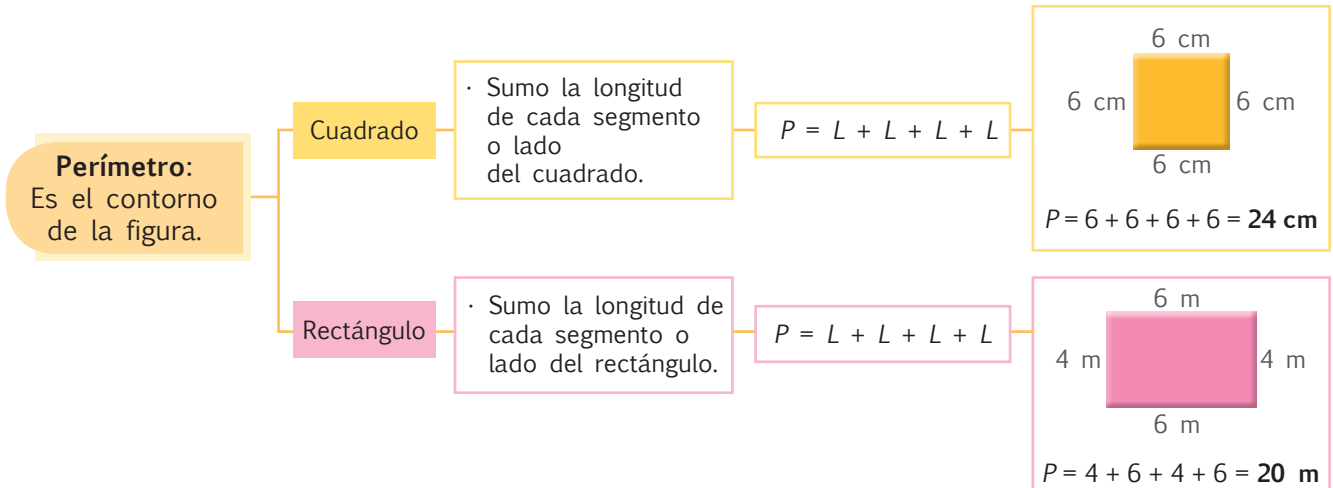 Perímetro:
Es el contorno
de la figura.
Cuadrado
· Sumo la longitud
de cada segmento
o lado
del cuadrado.
P = L + L + L + L
6 cm
6 cm
6 cm
6 cm
P = 6 + 6 + 6 + 6 = 24 cm
Rectángulo
· Sumo la longitud de
cada segmento o
lado del rectángulo.
P = L + L + L + L
6 m
4 m
4 m
6 m
P = 4 + 6 + 4 + 6 = 20 m